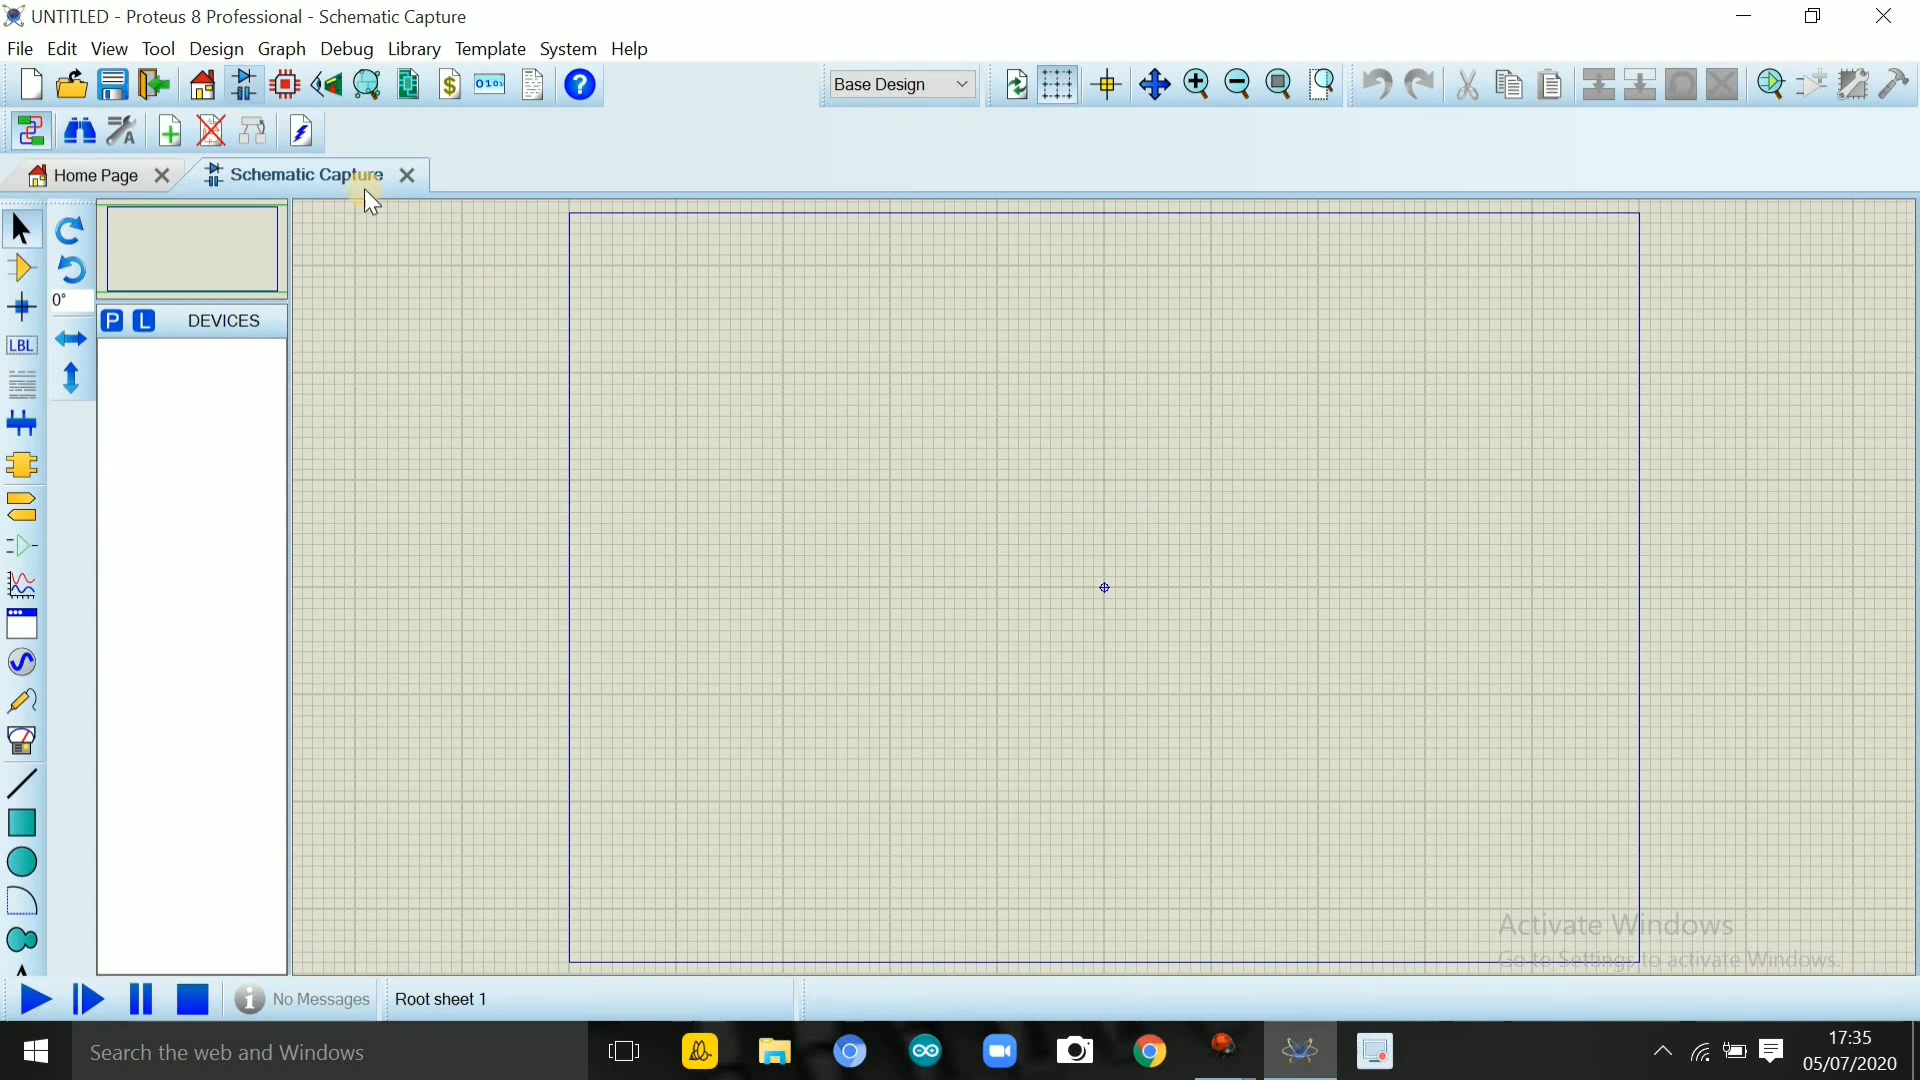 UNTITLED - Proteus 8 Professional - Schematic Capture
File Edit View Tool Design Graph Debug Library Template System Help
$ 0101 ? Base Design
A
Home Page Schematic Capture
0°
P L DEVICES
LBL
Activate Windows
Go to Settings to activate Windows.
i No Messages Root sheet 1
Search the web and Windows
17:35
05/07/2020